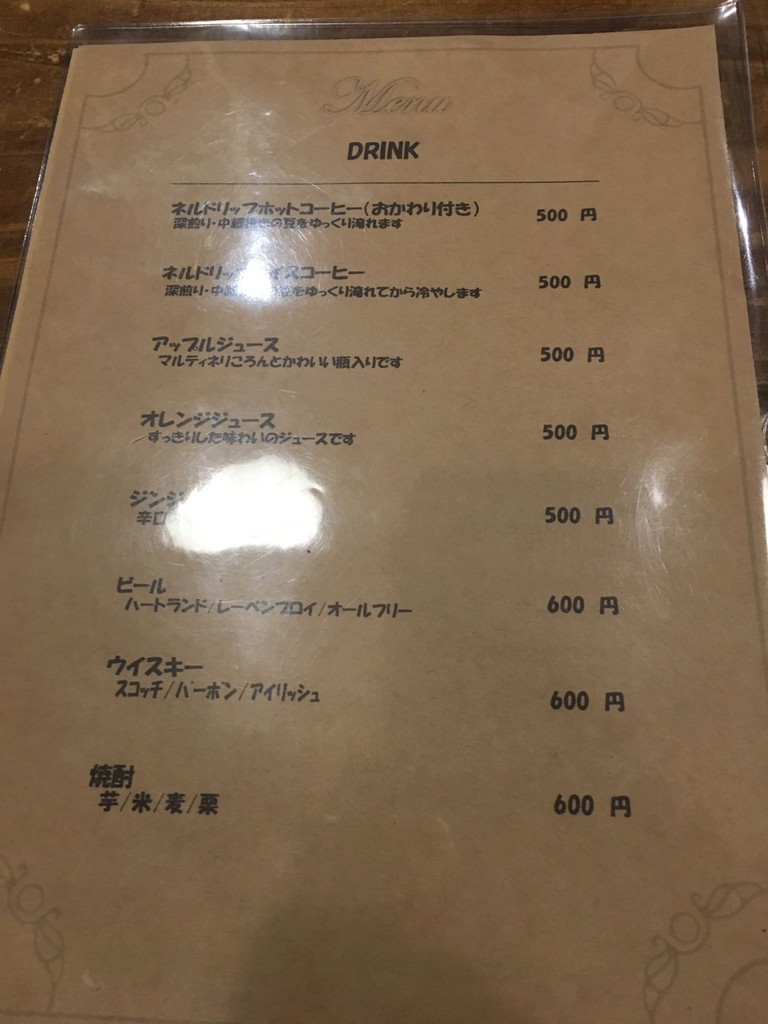 Menu
DRINK
ネルドリップホットコーヒー(おかわり付き) 500 円
深煎り・中煎り の豆をゆっくり淹れます
ネルドリップ イスコーヒー 500 円
深煎り・中 をゆっくり淹れてから冷やします
アップルジュース 500 円
マルティネリころんとかわいい瓶入りです
オレンジジュース 500 円
すっきりした味わいのジュースです
ジンジ 500 円
辛口
ビール 600 円
ハートランド/レーベンブロイ/オールフリー
ウイスキー 600 円
スコッチ/バーボン/アイリッシュ
焼酎 600 円
芋/米/麦/栗